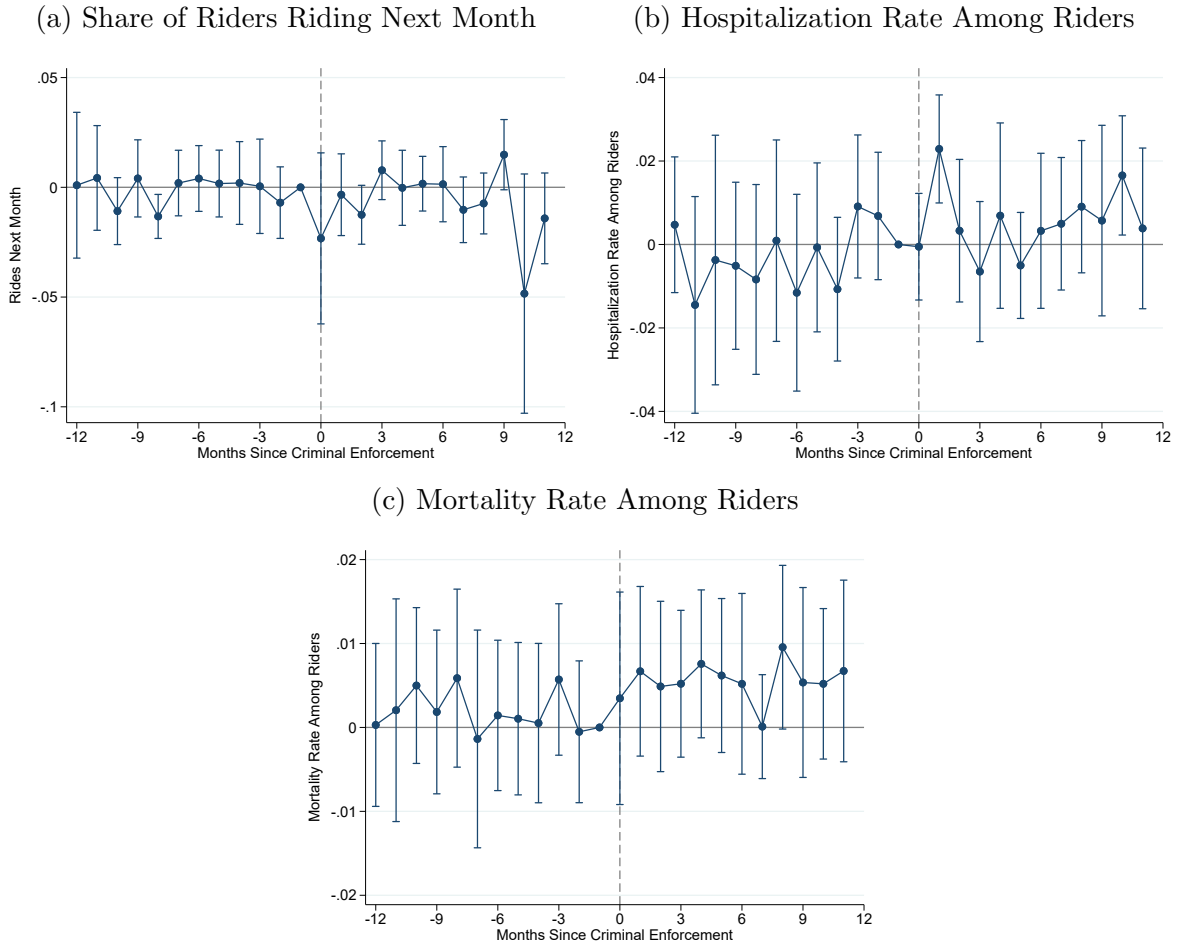 (a) Share of Riders Riding Next Month
.05
0
-.05
-.1
Rides Next Month
-12 -9 -6 -3 0 3 6 9 12
Months Since Criminal Enforcement
(b) Hospitalization Rate Among Riders
.04
.02
0
-.02
-.04
Hospitalization Rate Among Riders
-12 -9 -6 -3 0 3 6 9 12
Months Since Criminal Enforcement
(c) Mortality Rate Among Riders
.02
.01
0
-.01
-.02
Mortality Rate Among Riders
-12 -9 -6 -3 0 3 6 9 12
Months Since Criminal Enforcement